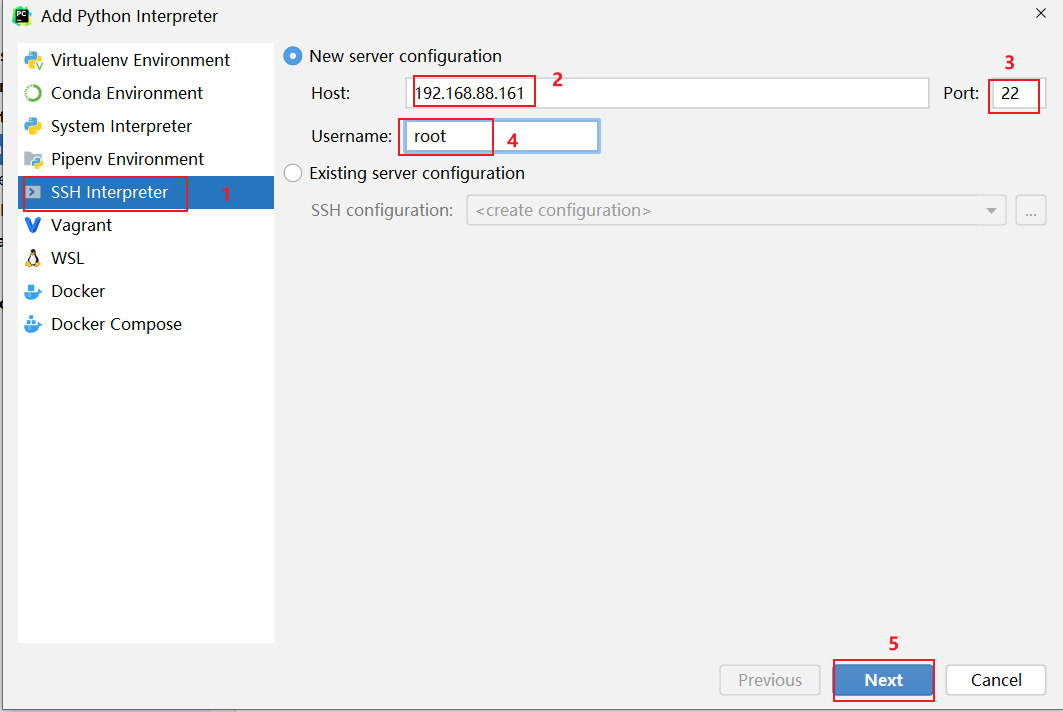 PC Add Python Interpreter
Virtualenv Environment
Conda Environment
System Interpreter
Pipenv Environment
SSH Interpreter 1
Vagrant
WSL
Docker
Docker Compose
New server configuration
Host: 192.168.88.161 2 Port: 22 3
Username: root 4
Existing server configuration
SSH configuration: <create configuration> ...
5
Previous Next Cancel